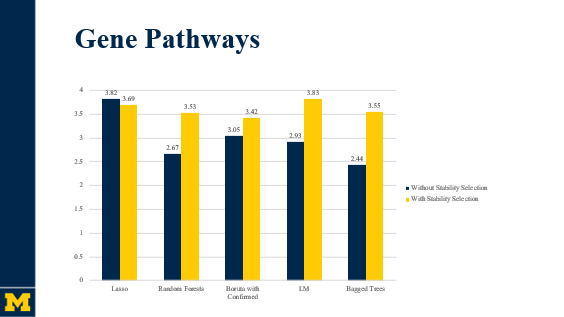 Gene Pathways
4
3.5
3
2.5
2
1.5
1
0.5
0
3.82
3.69
2.67
3.53
3.05
3.42
2.93
3.83
2.44
3.55
Lasso
Random Forests
Boruta with
Confirmed
LM
Bagged Trees
Without Stability Selection
With Stability Selection
M